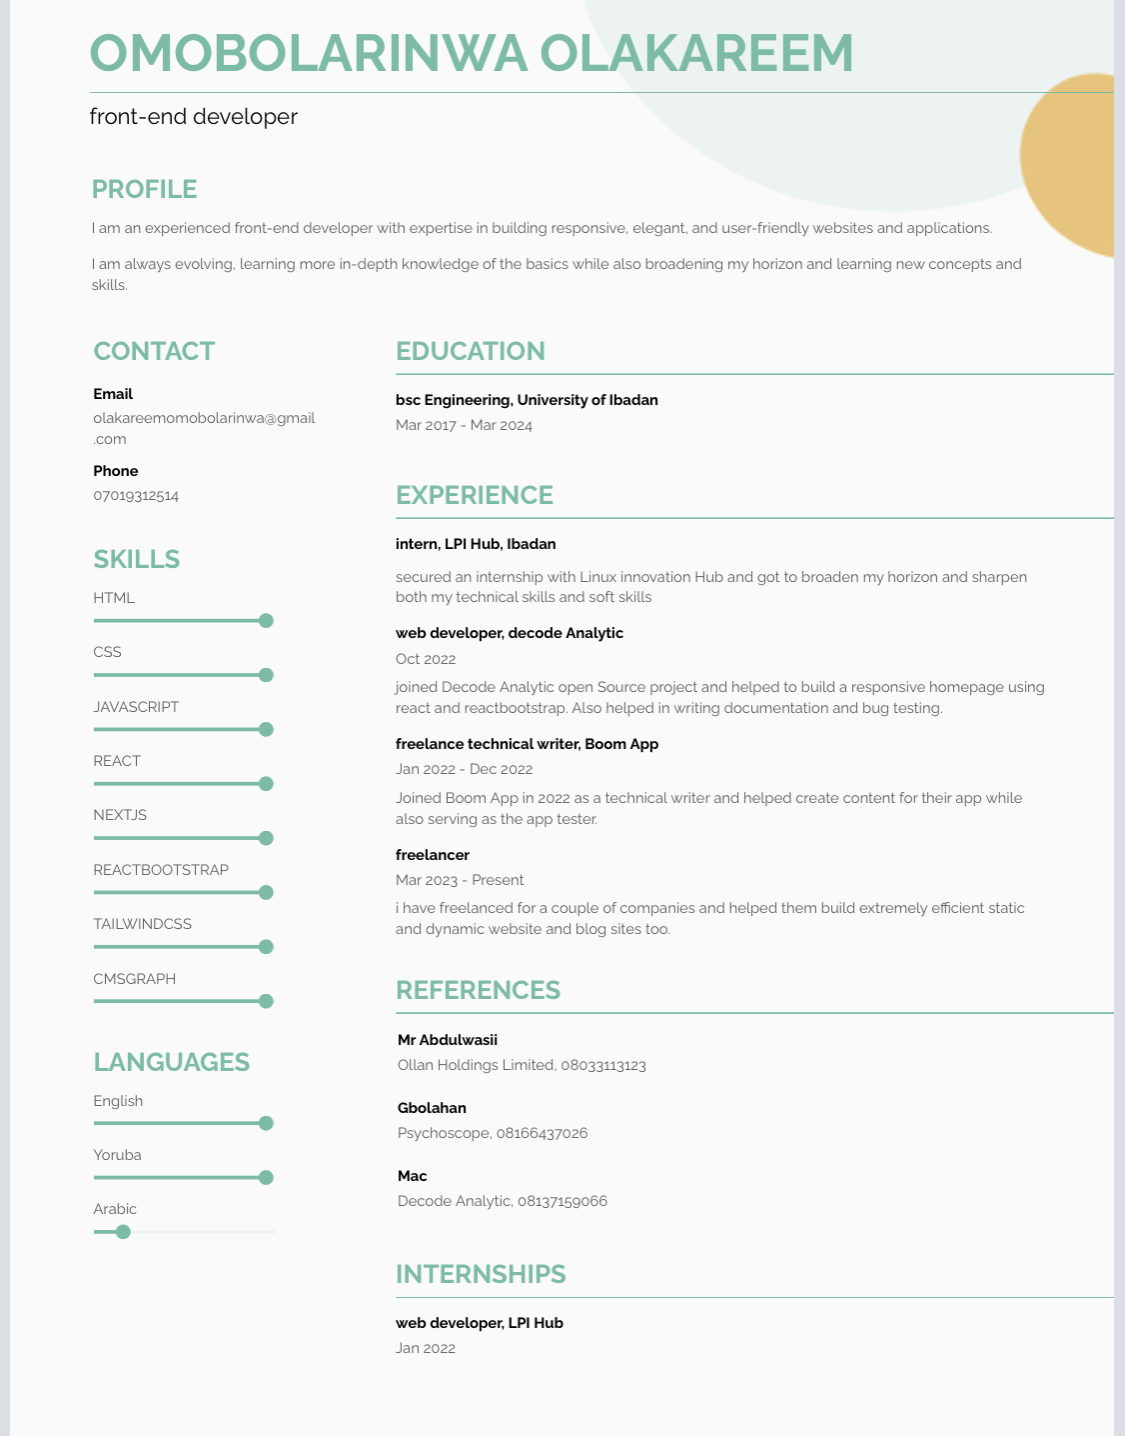 OMOBOLARINWA OLAKAREEM
front-end developer
PROFILE
I am an experienced front-end developer with expertise in building responsive, elegant, and user-friendly websites and applications.
I am always evolving, learning more in-depth knowledge of the basics while also broadening my horizon and learning new concepts and
skills.
CONTACT
Email
olakareemomobolarinwa@gmail
.com
Phone
07019312514
SKILLS
HTML
CSS
JAVASCRIPT
REACT
NEXTJS
REACTBOOTSTRAP
TAILWINDCSS
CMSGRAPH
LANGUAGES
English
Yoruba
Arabic
EDUCATION
bsc Engineering, University of Ibadan
Mar 2017 - Mar 2024
EXPERIENCE
intern, LPI Hub, Ibadan
secured an internship with Linux innovation Hub and got to broaden my horizon and sharpen
both my technical skills and soft skills
web developer, decode Analytic
Oct 2022
joined Decode Analytic open Source project and helped to build a responsive homepage using
react and reactbootstrap. Also helped in writing documentation and bug testing.
freelance technical writer, Boom App
Jan 2022 - Dec 2022
Joined Boom App in 2022 as a technical writer and helped create content for their app while
also serving as the app tester.
freelancer
Mar 2023 - Present
i have freelanced for a couple of companies and helped them build extremely efficient static
and dynamic website and blog sites too.
REFERENCES
Mr Abdulwasii
Ollan Holdings Limited, 08033113123
Gbolahan
Psychoscope, 08166437026
Mac
Decode Analytic, 08137159066
INTERNSHIPS
web developer, LPI Hub
Jan 2022